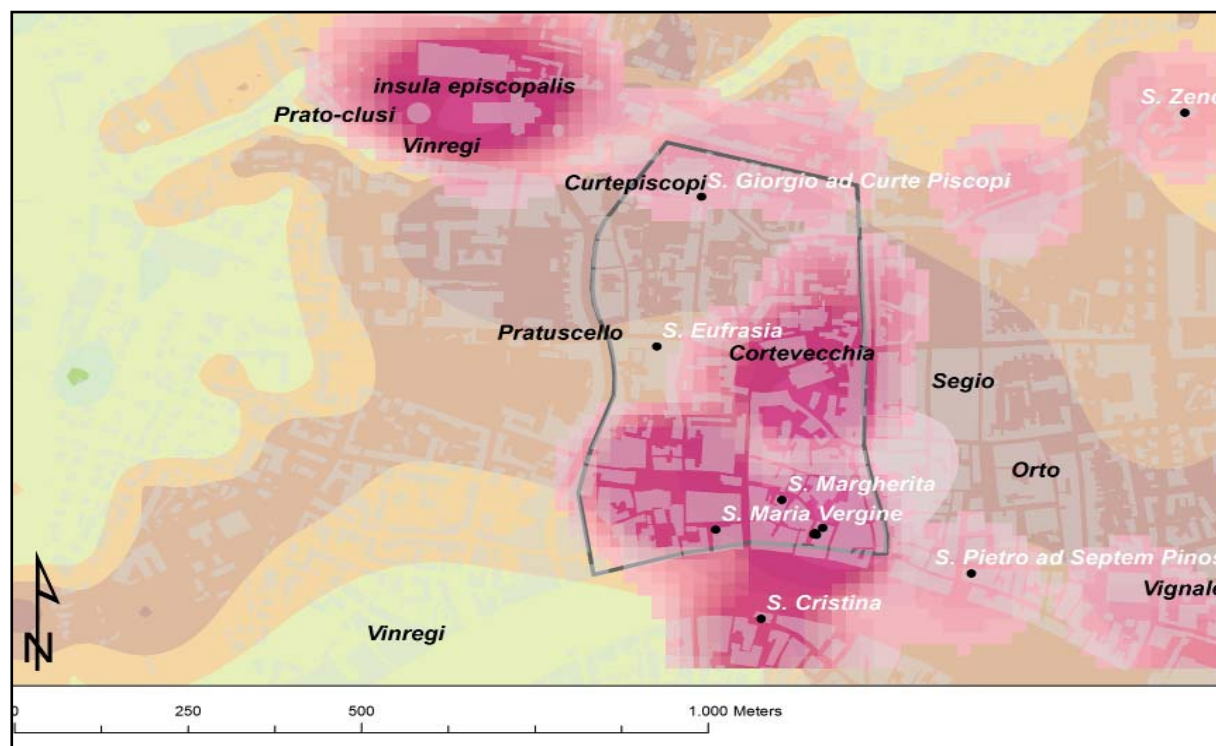 insula episcopalis
S. Zeno
Prato-clusi
Vinregi
Curtepiscopi
S. Giorgio ad Curte Piscopi
Pratuscello
S. Eufrasia
Cortevecchia
Segio
Orto
S. Margherita
S. Maria Vergine
S. Pietro ad Septem Pinos
Vignale
S. Cristina
Vinregi
N
0 250 500 1.000 Meters